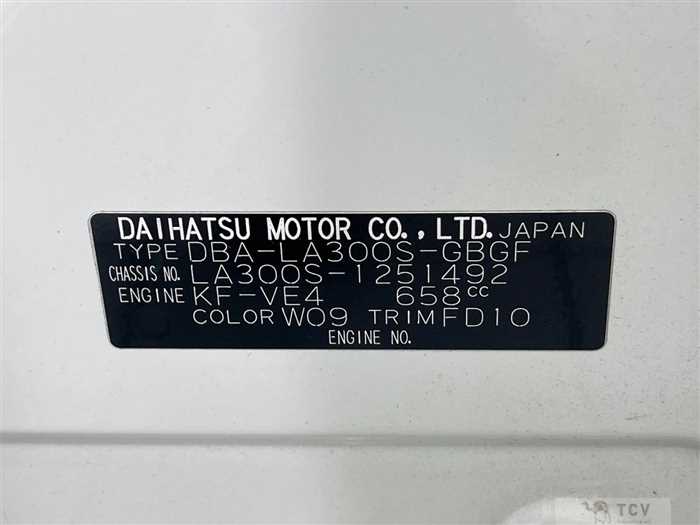 DAIHATSU MOTOR CO., LTD. JAPAN
TYPE DBA-LA300S-GBGF
CHASSIS NO. LA300S-1251492
ENGINE KF-VE4 658cc
COLOR W09 TRIM FD10
ENGINE NO.
TCV